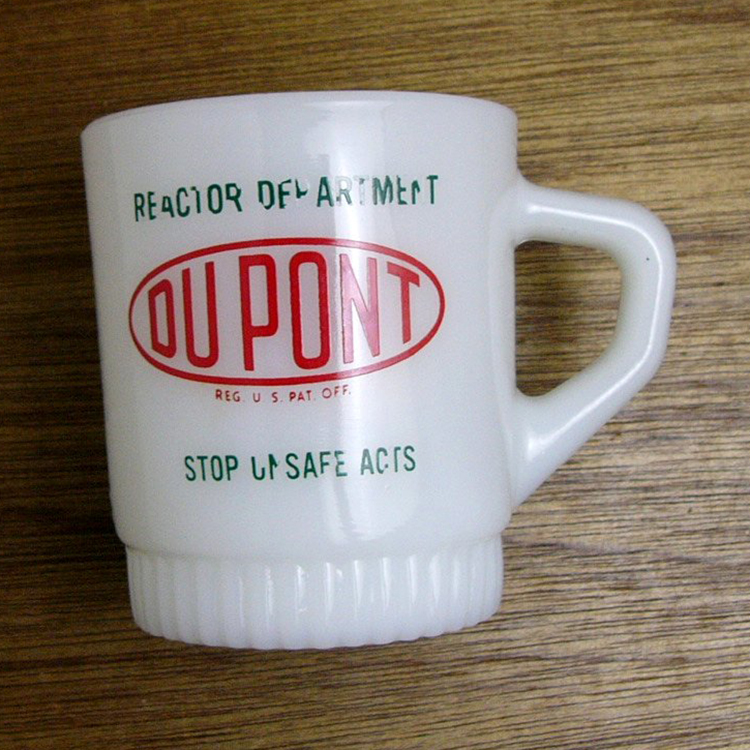 REACTOR DEPARTMENT
DU PONT
REG. U. S. PAT. OFF.
STOP UNSAFE ACTS